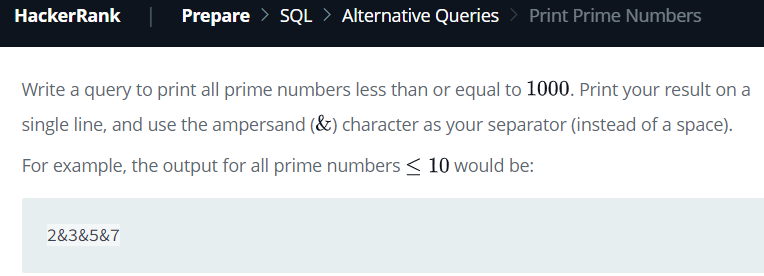 HackerRank | Prepare > SQL > Alternative Queries > Print Prime Numbers
Write a query to print all prime numbers less than or equal to 1000. Print your result on a
single line, and use the ampersand (&) character as your separator (instead of a space).
For example, the output for all prime numbers ≤ 10 would be:
2&3&5&7